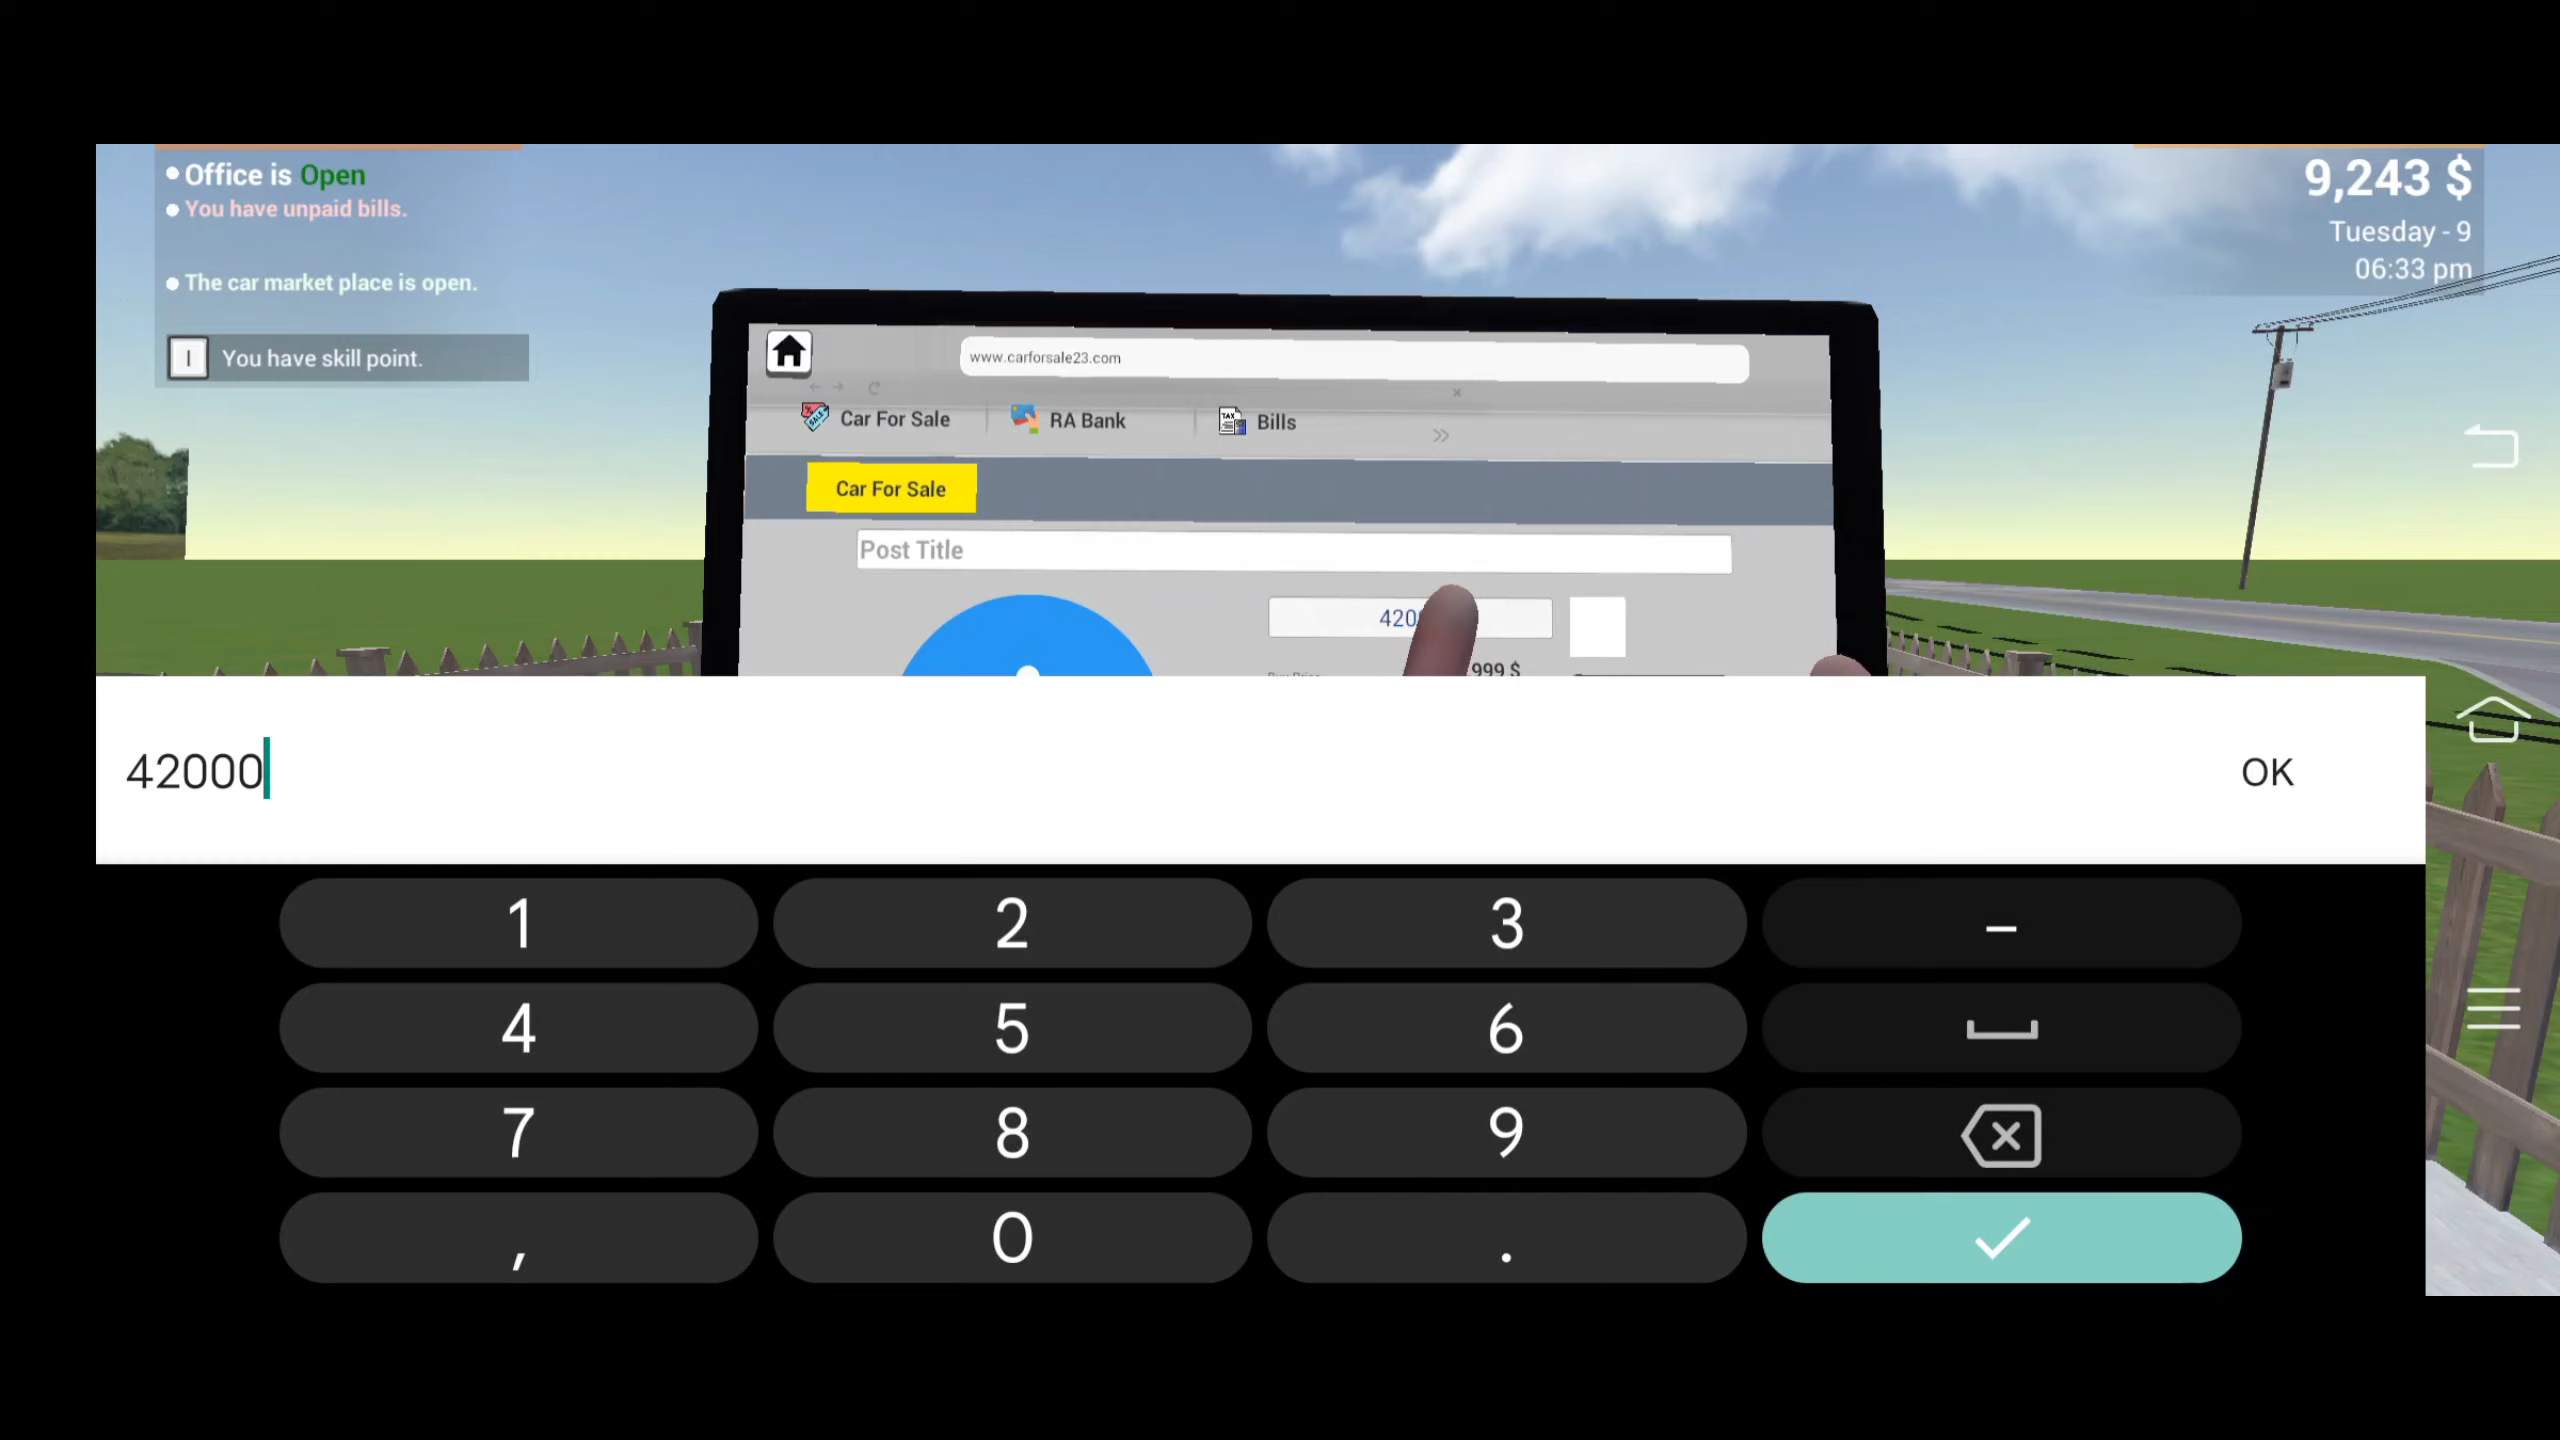 Office is Open
You have unpaid bills.
The car market place is open.
I You have skill point.
9,243 $
Tuesday - 9
06:33 pm
www.carforsale23.com
Car For Sale
RA Bank
Bills
Car For Sale
Post Title
420
999 $
42000
OK
1 2 3 –
4 5 6
7 8 9
, 0 .